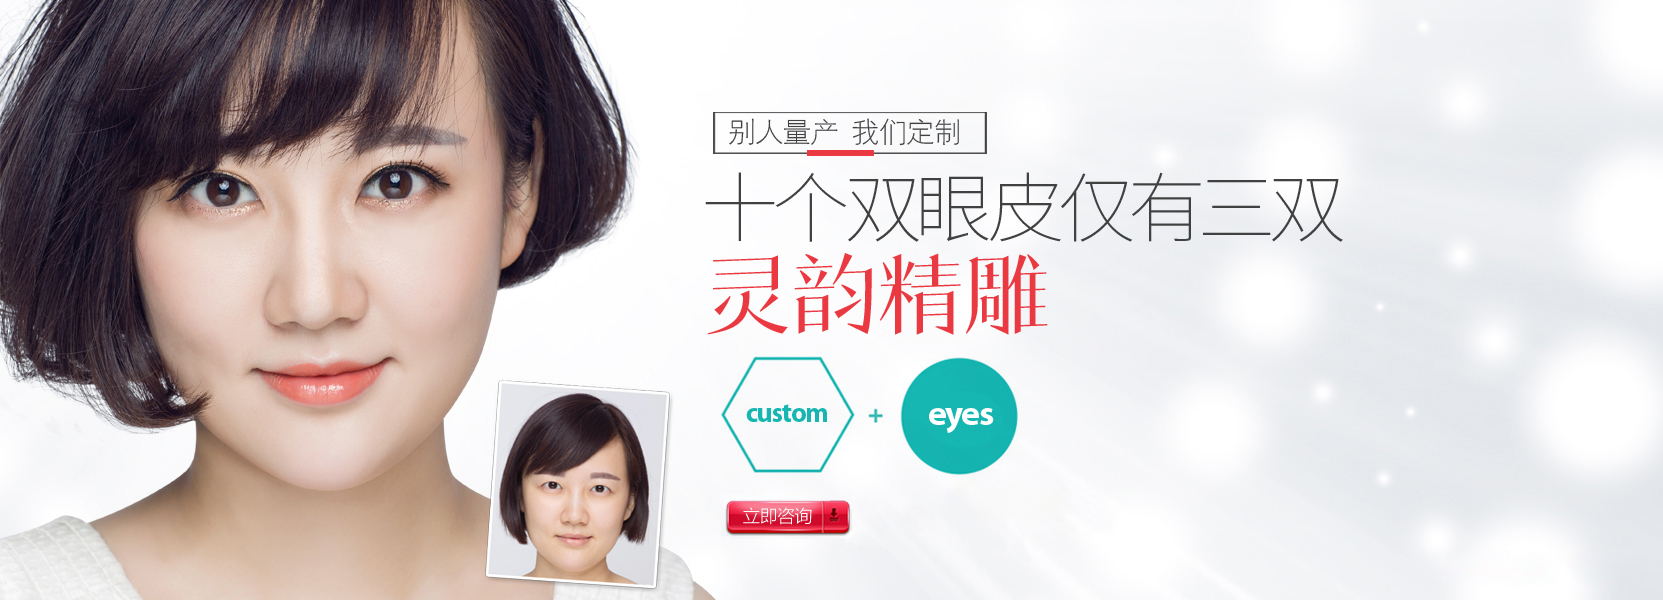 别人量产 我们定制
十个双眼皮仅有三双
灵韵精雕
custom + eyes
立即咨询